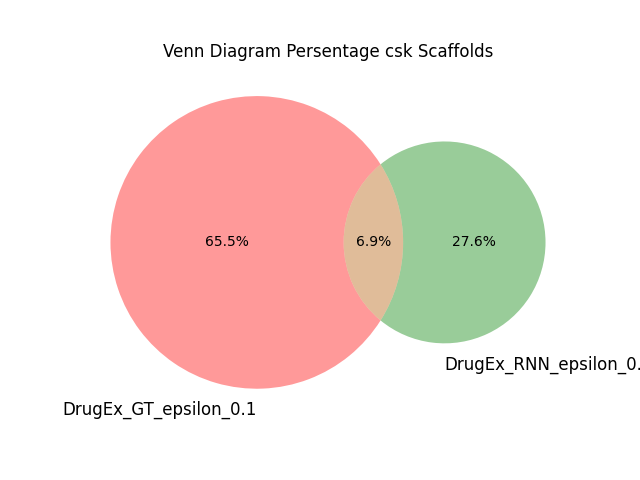 Venn Diagram Persentage csk Scaffolds
65.5%
6.9%
27.6%
DrugEx_RNN_epsilon_0.
DrugEx_GT_epsilon_0.1